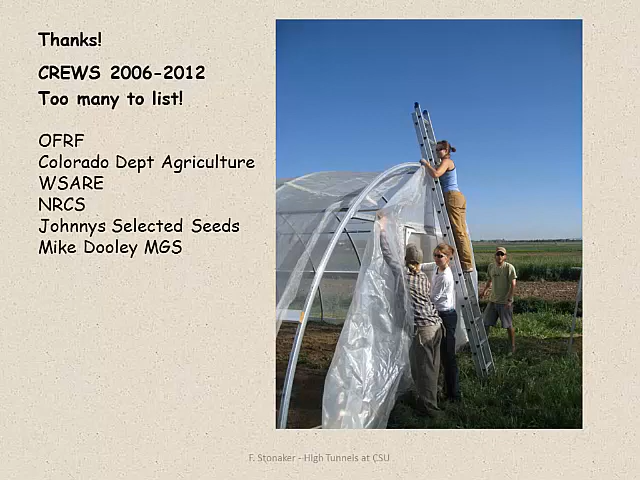 Thanks!
CREWS 2006-2012
Too many to list!
OFRF
Colorado Dept Agriculture
WSARE
NRCS
Johnnys Selected Seeds
Mike Dooley MGS
F. Stonaker - High Tunnels at CSU